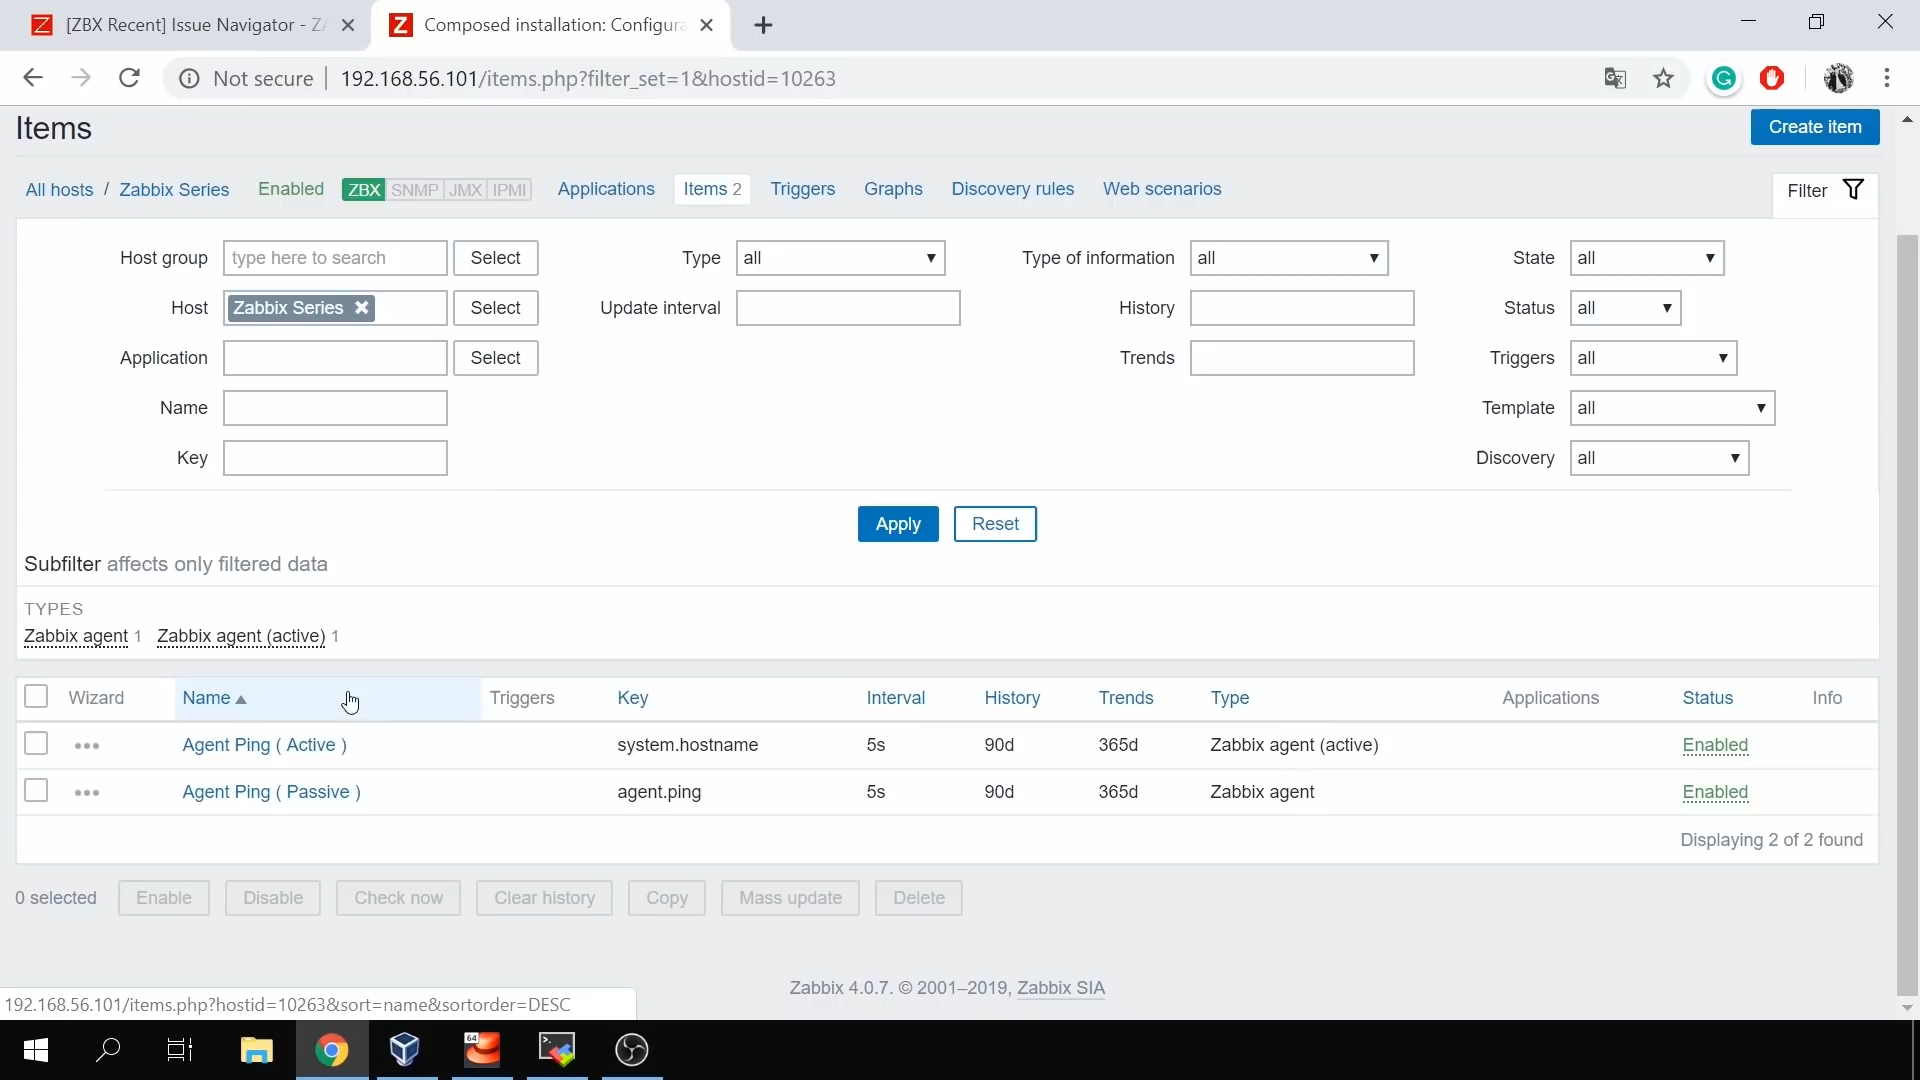 [ZBX Recent] Issue Navigator - ZA
Composed installation: Configura
Not secure | 192.168.56.101/items.php?filter_set=1&hostid=10263
Items
Create item
All hosts / Zabbix Series Enabled ZBX SNMP JMX IPMI Applications Items 2 Triggers Graphs Discovery rules Web scenarios Filter
Host group type here to search Select Type all Type of information all State all
Host Zabbix Series Select Update interval History Status all
Application Select Trends Triggers all
Name Template all
Key Discovery all
Apply Reset
Subfilter affects only filtered data
TYPES
Zabbix agent 1 Zabbix agent (active) 1
Wizard Name Triggers Key Interval History Trends Type Applications Status Info
Agent Ping ( Active ) system.hostname 5s 90d 365d Zabbix agent (active) Enabled
Agent Ping ( Passive ) agent.ping 5s 90d 365d Zabbix agent Enabled
Displaying 2 of 2 found
0 selected Enable Disable Check now Clear history Copy Mass update Delete
Zabbix 4.0.7. © 2001–2019, Zabbix SIA
192.168.56.101/items.php?hostid=10263&sort=name&sortorder=DESC
64